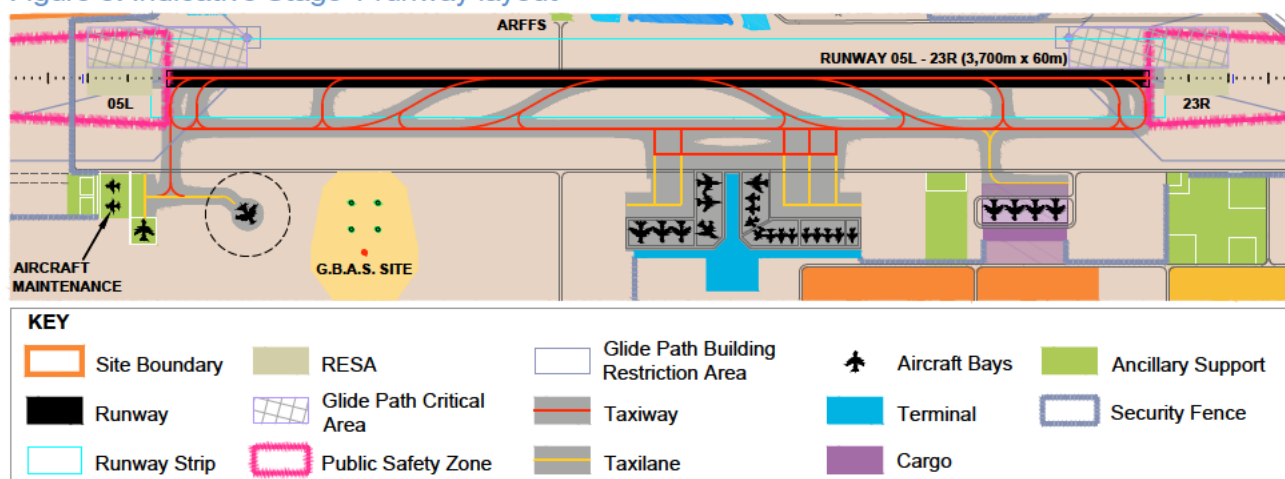 ARFFS
RUNWAY 05L - 23R (3,700m x 60m)
05L
23R
AIRCRAFT
MAINTENANCE
G.B.A.S. SITE
KEY
Site Boundary
RESA
Glide Path Building
Restriction Area
Aircraft Bays
Ancillary Support
Runway
Glide Path Critical
Area
Taxiway
Terminal
Security Fence
Runway Strip
Public Safety Zone
Taxilane
Cargo